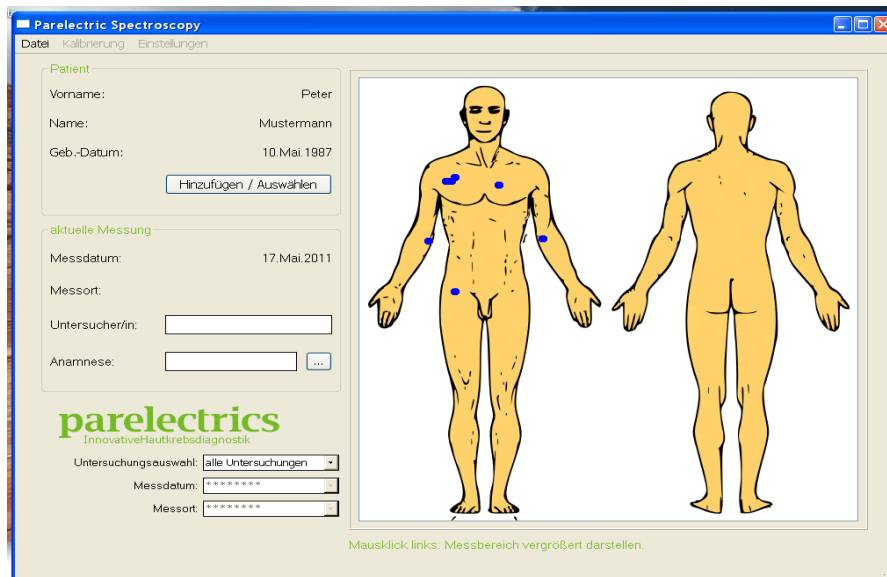 Parelectric Spectroscopy
Datei Kalibrierung Einstellungen
Patient
Vorname: Peter
Name: Mustermann
Geb.-Datum: 10.Mai.1987
Hinzufügen / Auswählen
aktuelle Messung
Messdatum: 17.Mai.2011
Messort:
Untersucher/in:
Anamnese: ...
parelectrics
InnovativeHautkrebsdiagnostik
Untersuchungsauswahl: alle Untersuchungen
Messdatum: ********
Messort: ********
Mausklick links: Messbereich vergrößert darstellen.